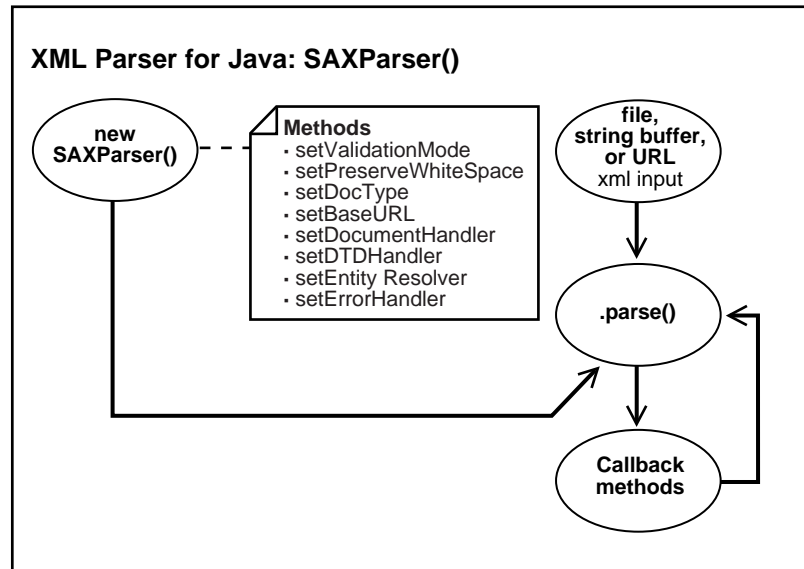 XML Parser for Java: SAXParser()
new
SAXParser()
Methods
· setValidationMode
· setPreserveWhiteSpace
· setDocType
· setBaseURL
· setDocumentHandler
· setDTDHandler
· setEntity Resolver
· setErrorHandler
file,
string buffer,
or URL
xml input
.parse()
Callback
methods